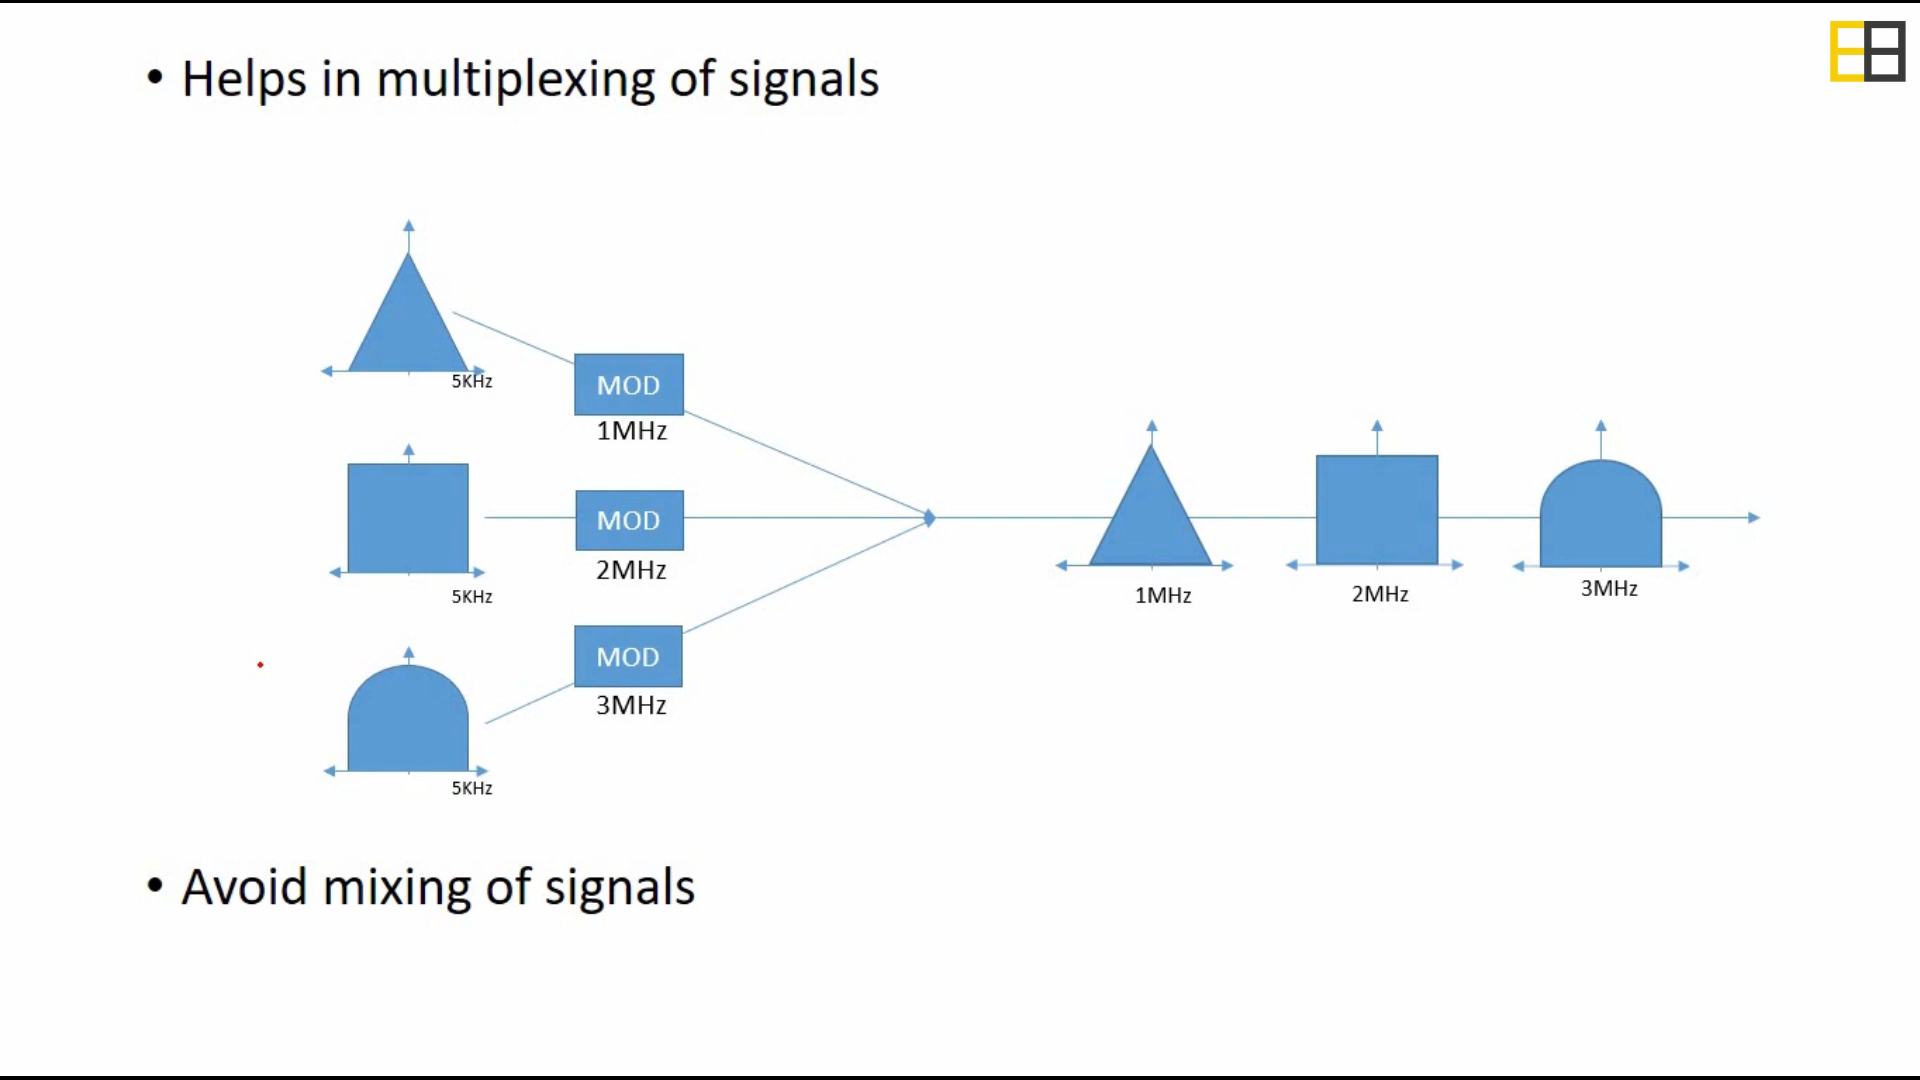 • Helps in multiplexing of signals
5KHz
MOD
1MHz
5KHz
MOD
2MHz
5KHz
MOD
3MHz
1MHz
2MHz
3MHz
• Avoid mixing of signals